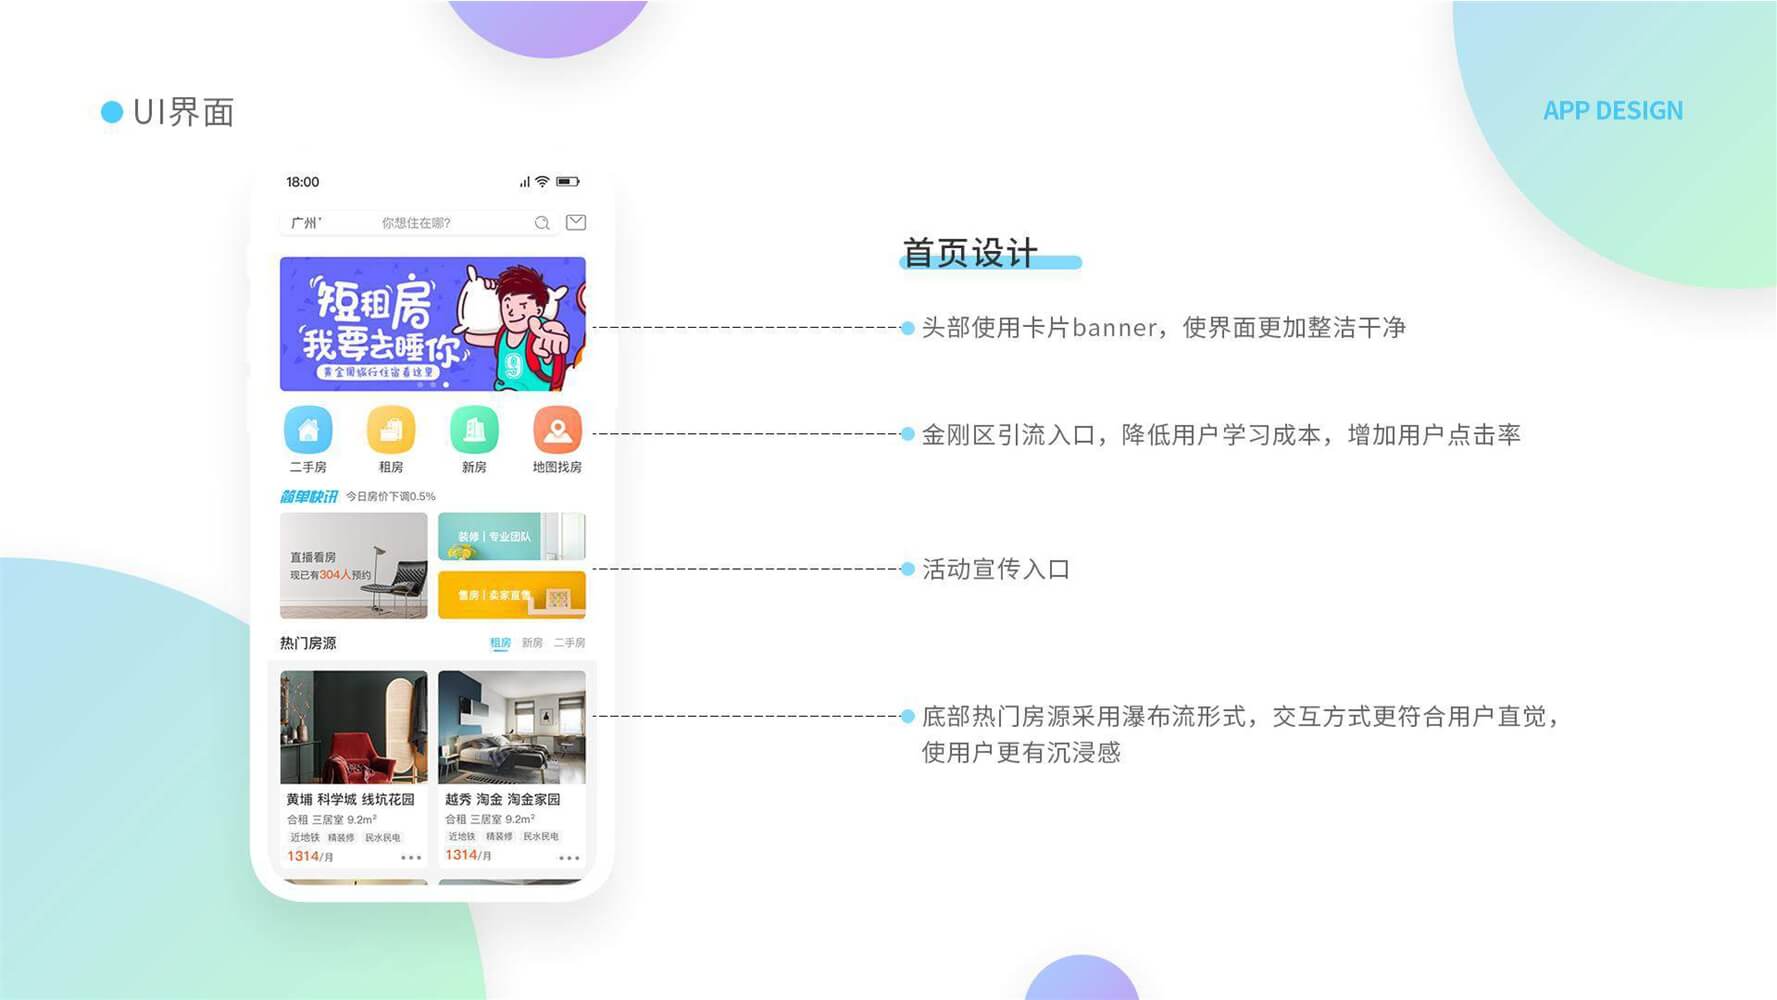 UI界面
APP DESIGN
18:00
广州
你想住在哪?
短租房
我要去睡你
黄金周旅行住宿看这里
9
二手房
租房
新房
地图找房
简单快讯 今日房价下调0.5%
直播看房
现已有304人预约
装修 | 专业团队
售房 | 卖家直售
热门房源
租房 新房 二手房
黄埔 科学城 线坑花园
合租 三居室 9.2m²
近地铁 精装修 民水民电
1314/月
越秀 淘金 淘金家园
合租 三居室 9.2m²
近地铁 精装修 民水民电
1314/月
首页设计
头部使用卡片banner，使界面更加整洁干净
金刚区引流入口，降低用户学习成本，增加用户点击率
活动宣传入口
底部热门房源采用瀑布流形式，交互方式更符合用户直觉，
使用户更有沉浸感